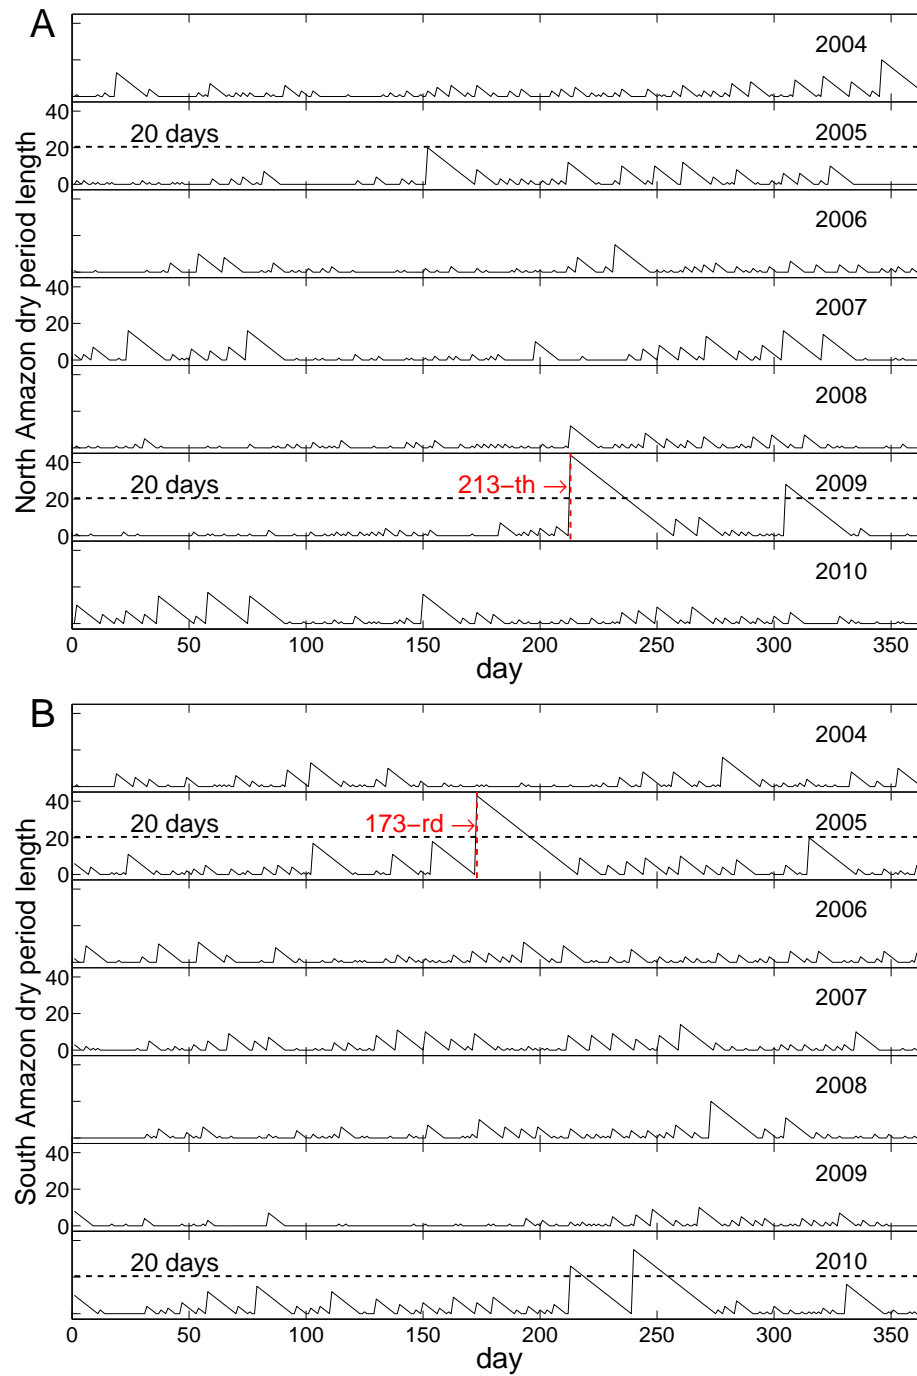 A
2004
40
20 days
2005
20
0
2006
40
2007
20
0
2008
40
20 days
2009
213-th →
20
0
2010
0 50 100 150 200 250 300 350
day
North Amazon dry period length
B
2004
40
173-rd →
20 days
2005
20
0
2006
40
2007
20
0
2008
40
2009
20
0
20 days
2010
0 50 100 150 200 250 300 350
day
South Amazon dry period length